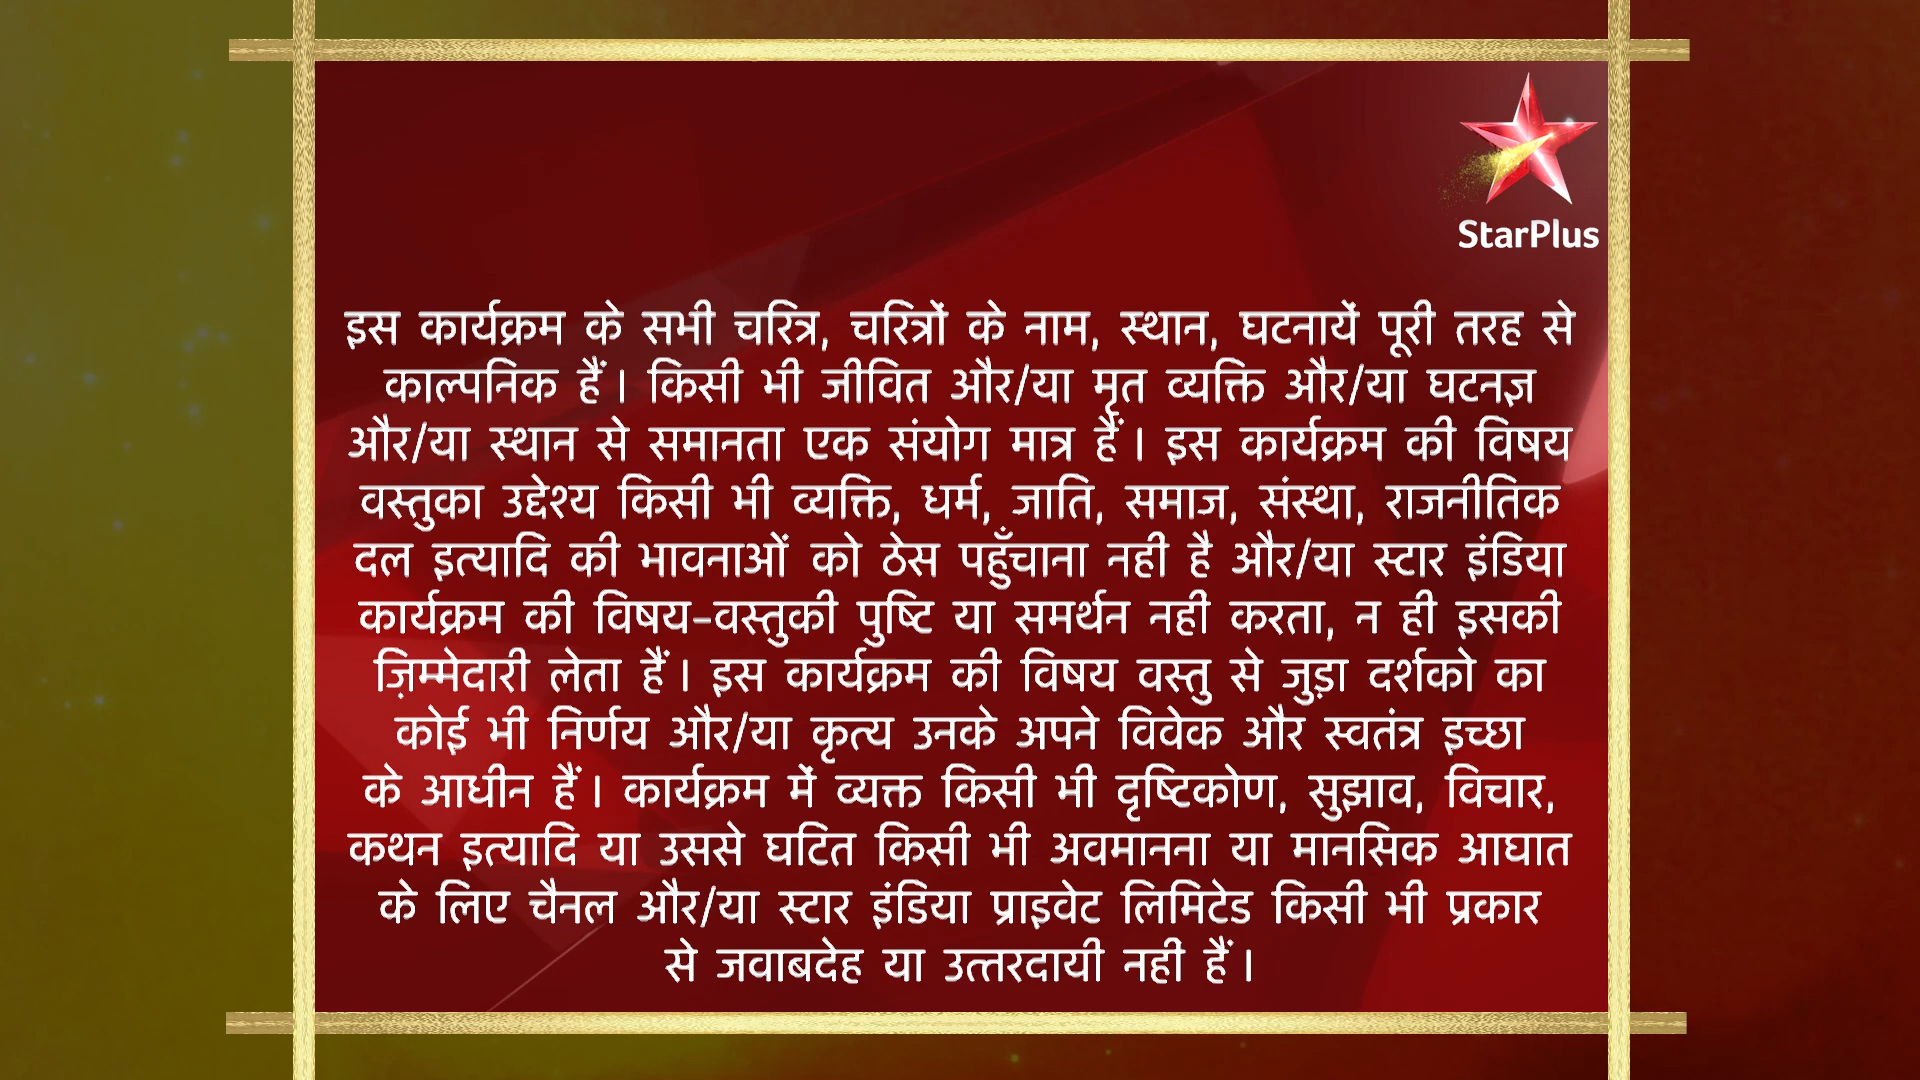 StarPlus
इस कार्यक्रम के सभी चरित्र, चरित्रों के नाम, स्थान, घटनायें पूरी तरह से
काल्पनिक हैं। किसी भी जीवित और/या मृत व्यक्ति और/या घटनज्ञ
और/या स्थान से समानता एक संयोग मात्र हैं। इस कार्यक्रम की विषय
वस्तुका उद्देश्य किसी भी व्यक्ति, धर्म, जाति, समाज, संस्था, राजनीतिक
दल इत्यादि की भावनाओं को ठेस पहुँचाना नही है और/या स्टार इंडिया
कार्यक्रम की विषय-वस्तुकी पुष्टि या समर्थन नही करता, न ही इसकी
ज़िम्मेदारी लेता हैं। इस कार्यक्रम की विषय वस्तु से जुड़ा दर्शको का
कोई भी निर्णय और/या कृत्य उनके अपने विवेक और स्वतंत्र इच्छा
के आधीन हैं। कार्यक्रम में व्यक्त किसी भी दृष्टिकोण, सुझाव, विचार,
कथन इत्यादि या उससे घटित किसी भी अवमानना या मानसिक आघात
के लिए चैनल और/या स्टार इंडिया प्राइवेट लिमिटेड किसी भी प्रकार
से जवाबदेह या उत्तरदायी नही हैं।